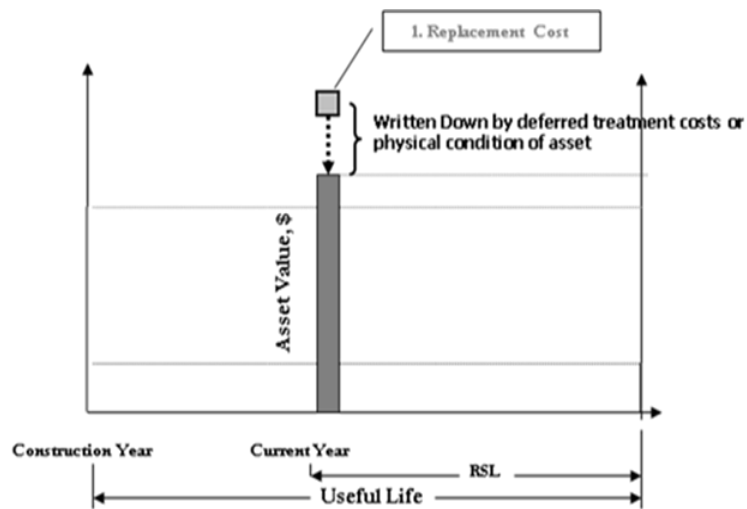 1. Replacement Cost
Written Down by deferred treatment costs or
physical condition of asset
Asset Value, $
Construction Year
Current Year
RSL
Useful Life